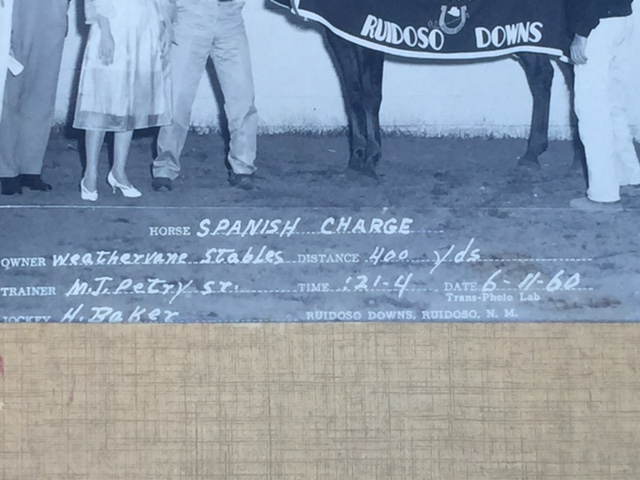 RUIDOSO DOWNS
HORSE SPANISH CHARGE
OWNER Weathervane Stables DISTANCE 400 yds
TRAINER M.J. Petry sr. TIME :21-4 DATE 6-11-60
Trans-Photo Lab
JOCKEY H. Baker RUIDOSO DOWNS, RUIDOSO, N. M.